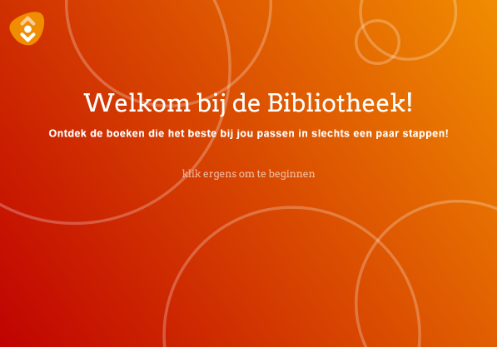 Welkom bij de Bibliotheek!
Ontdek de boeken die het beste bij jou passen in slechts een paar stappen!
klik ergens om te beginnen